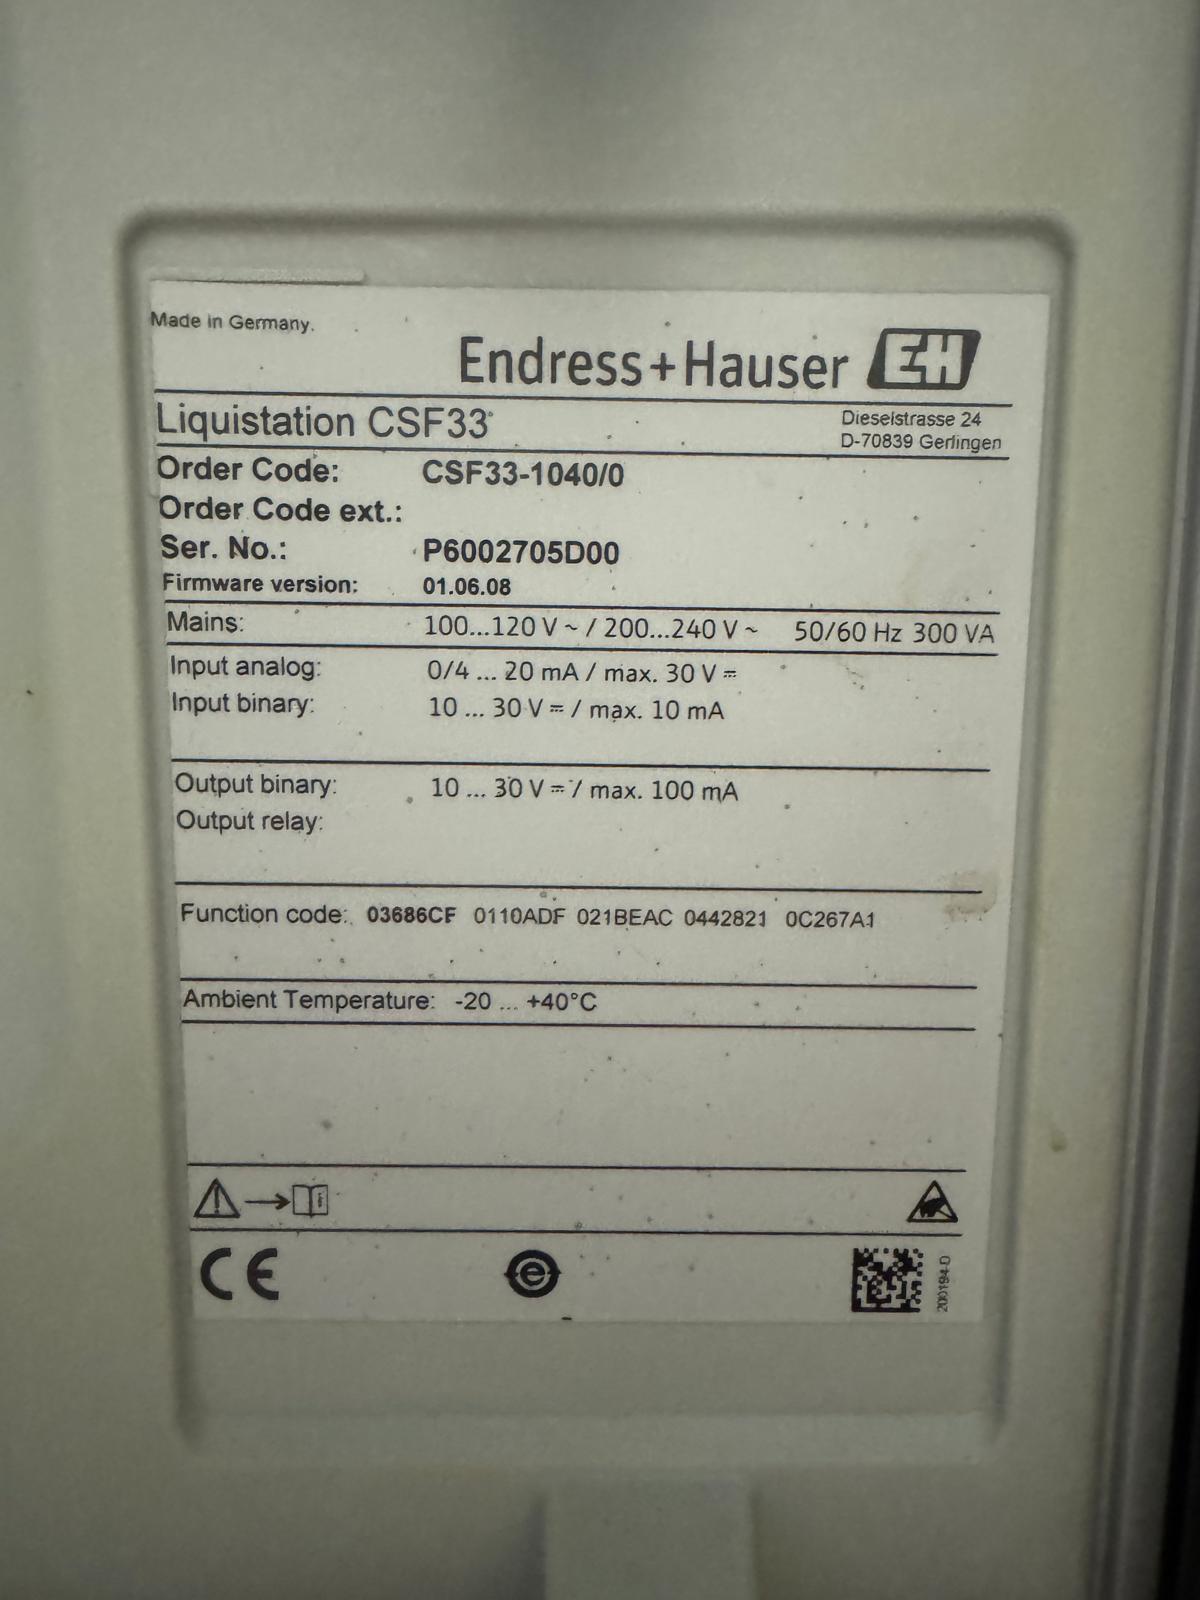 Made in Germany.
Endress+Hauser EH
Liquistation CSF33
Dieselstrasse 24
D-70839 Gerlingen
Order Code: CSF33-1040/0
Order Code ext.:
Ser. No.: P6002705D00
Firmware version: 01.06.08
Mains: 100...120 V ~ / 200...240 V ~ 50/60 Hz 300 VA
Input analog: 0/4 ... 20 mA / max. 30 V ⎓
Input binary: 10 ... 30 V ⎓ / max. 10 mA
Output binary: 10 ... 30 V ⎓ / max. 100 mA
Output relay:
Function code: 03686CF 0110ADF 021BEAC 0442821 0C267A1
Ambient Temperature: -20 ... +40°C
i
CE
e
200194-D